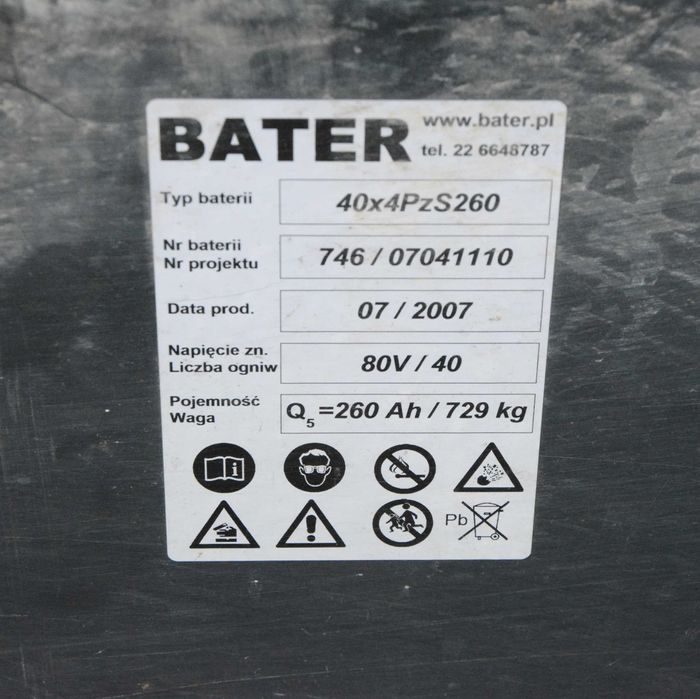 BATER
www.bater.pl
tel. 22 6648787
Typ baterii 40x4PzS260
Nr baterii
Nr projektu 746 / 07041110
Data prod. 07 / 2007
Napięcie zn.
Liczba ogniw 80V / 40
Pojemność
Waga Q5=260 Ah / 729 kg
i
Pb